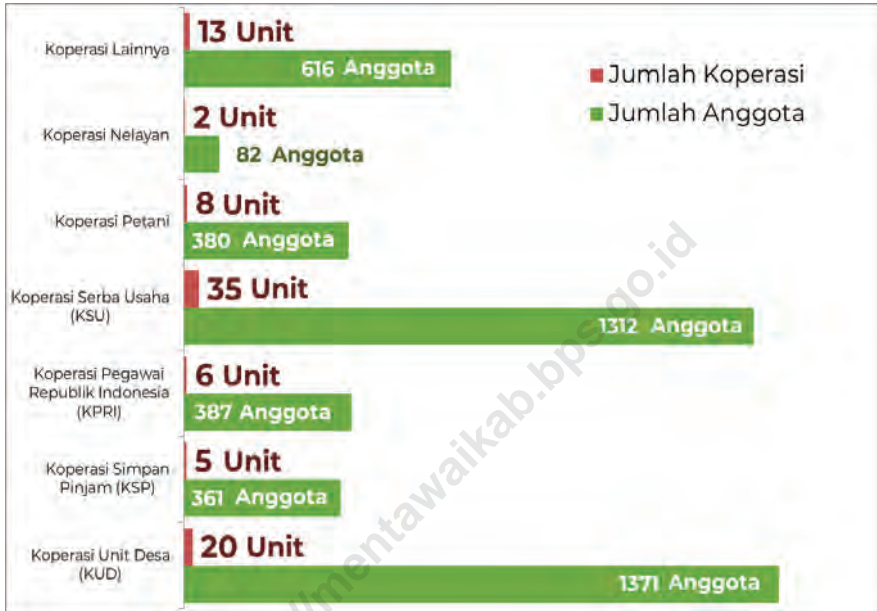 Koperasi Lainnya
13 Unit
616 Anggota
Jumlah Koperasi
Jumlah Anggota
Koperasi Nelayan
2 Unit
82 Anggota
Koperasi Petani
8 Unit
380 Anggota
Koperasi Serba Usaha
(KSU)
35 Unit
1312 Anggota
Koperasi Pegawai
Republik Indonesia
(KPRI)
6 Unit
387 Anggota
Koperasi Simpan
Pinjam (KSP)
5 Unit
361 Anggota
Koperasi Unit Desa
(KUD)
20 Unit
1371 Anggota
//mentawaikab.bps.go.id